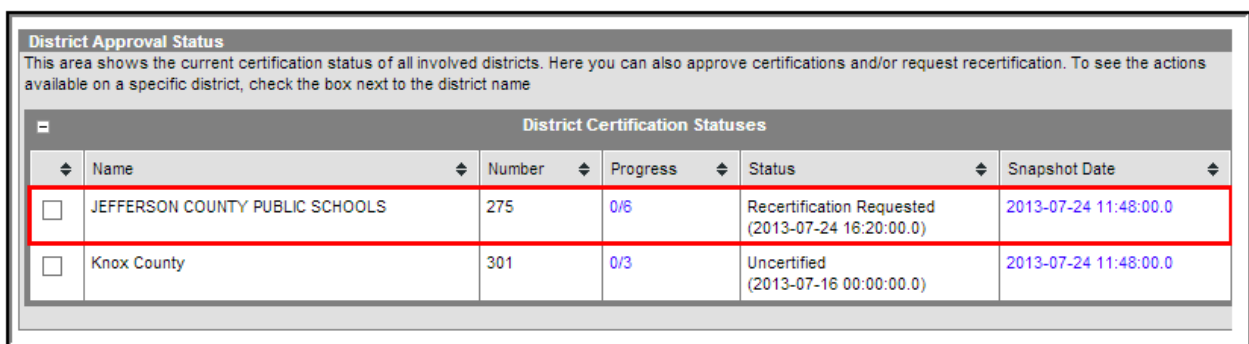 District Approval Status
This area shows the current certification status of all involved districts. Here you can also approve certifications and/or request recertification. To see the actions
available on a specific district, check the box next to the district name
District Certification Statuses
Name Number Progress Status Snapshot Date
JEFFERSON COUNTY PUBLIC SCHOOLS 275 0/6 Recertification Requested 2013-07-24 11:48:00.0
(2013-07-24 16:20:00.0)
Knox County 301 0/3 Uncertified 2013-07-24 11:48:00.0
(2013-07-16 00:00:00.0)